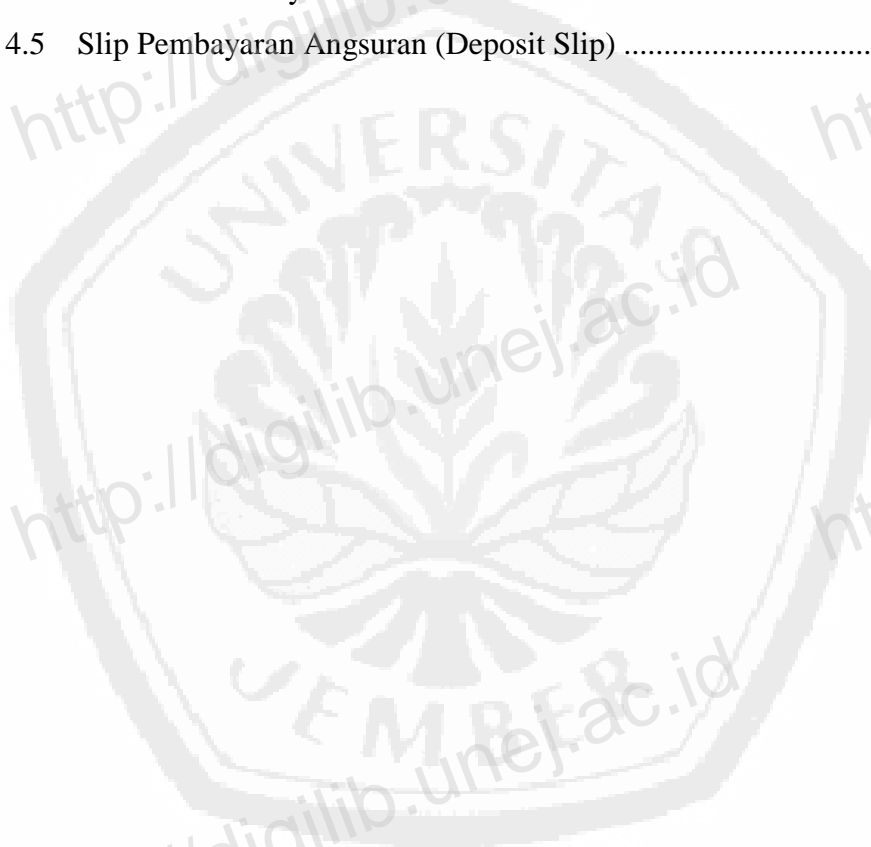 4.5 Slip Pembayaran Angsuran (Deposit Slip) ...............................
http://digilib.unej.ac.id
UNIVERSITAS
http://digilib.unej.ac.id
JEMBER
digilib.unej.ac.id